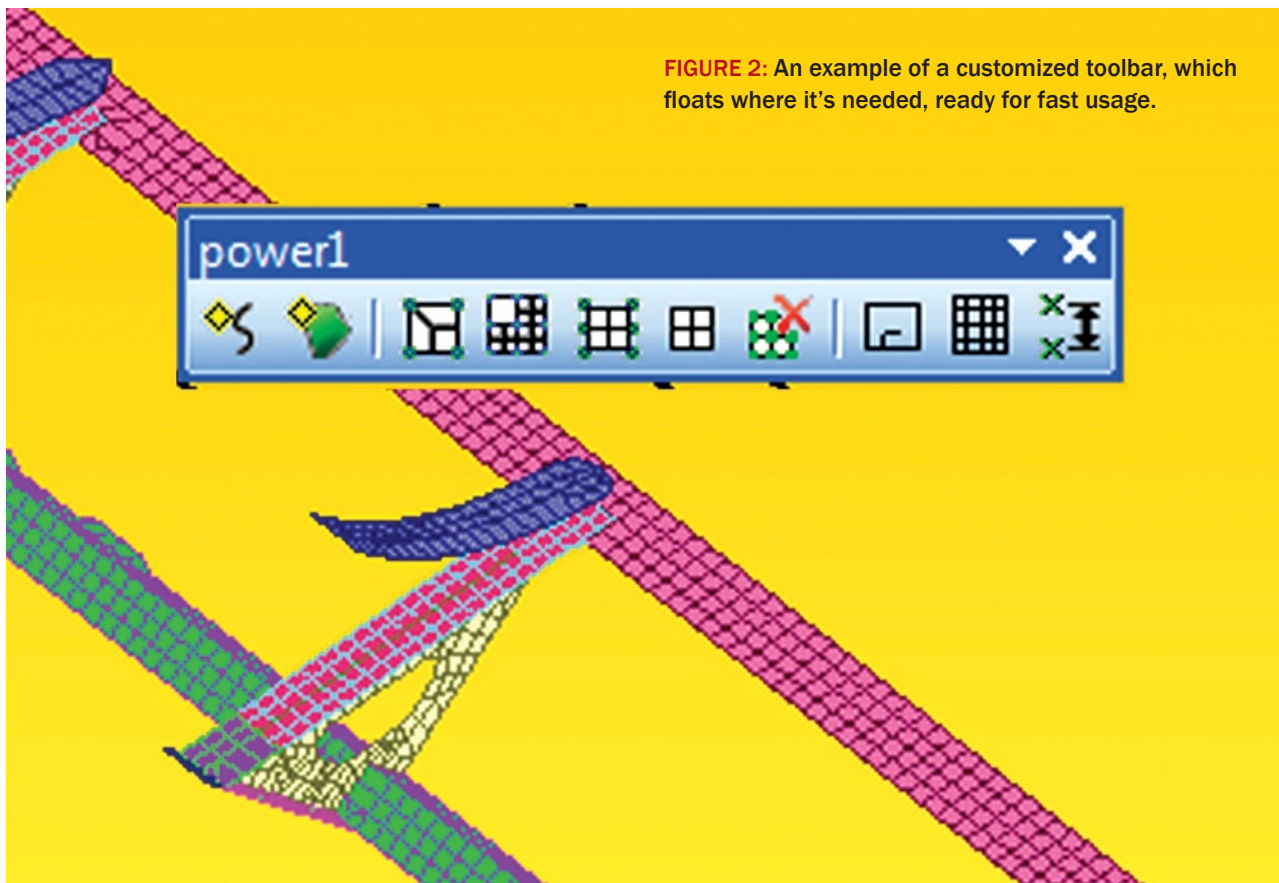 FIGURE 2: An example of a customized toolbar, which
floats where it's needed, ready for fast usage.
power1